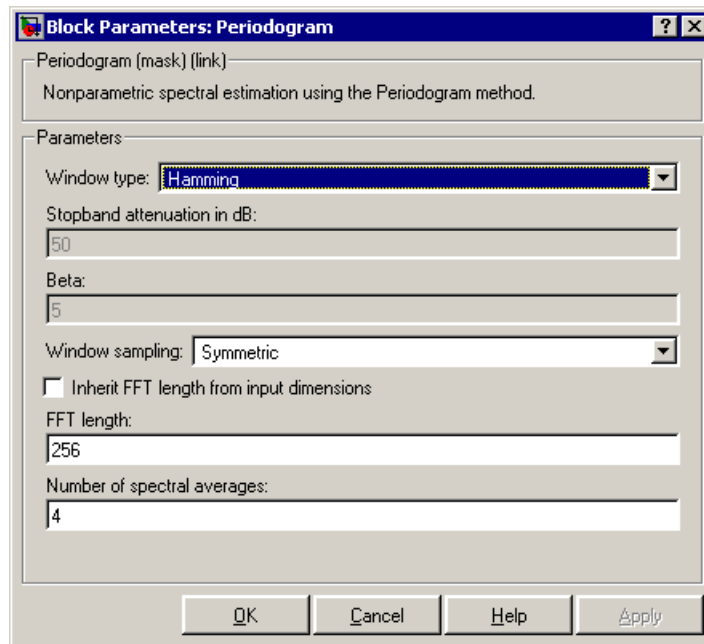 Block Parameters: Periodogram
Periodogram (mask) (link)
Nonparametric spectral estimation using the Periodogram method.
Parameters
Window type: Hamming
Stopband attenuation in dB:
50
Beta:
5
Window sampling: Symmetric
Inherit FFT length from input dimensions
FFT length:
256
Number of spectral averages:
4
OK Cancel Help Apply